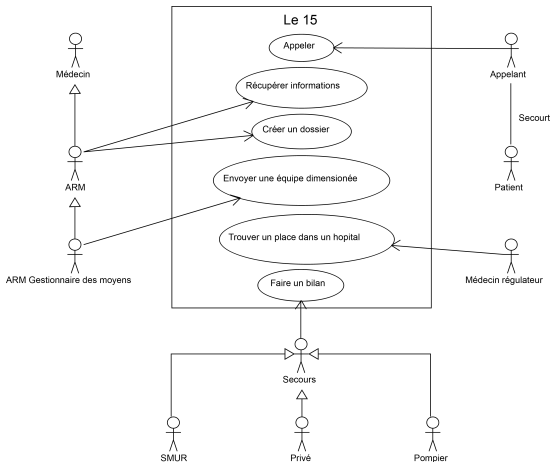 Le 15
Appeler
Médecin
Appelant
Récupérer informations
Secourt
Créer un dossier
Envoyer une équipe dimensionée
ARM
Patient
Trouver un place dans un hopital
ARM Gestionnaire des moyens
Médecin régulateur
Faire un bilan
Secours
SMUR
Privé
Pompier